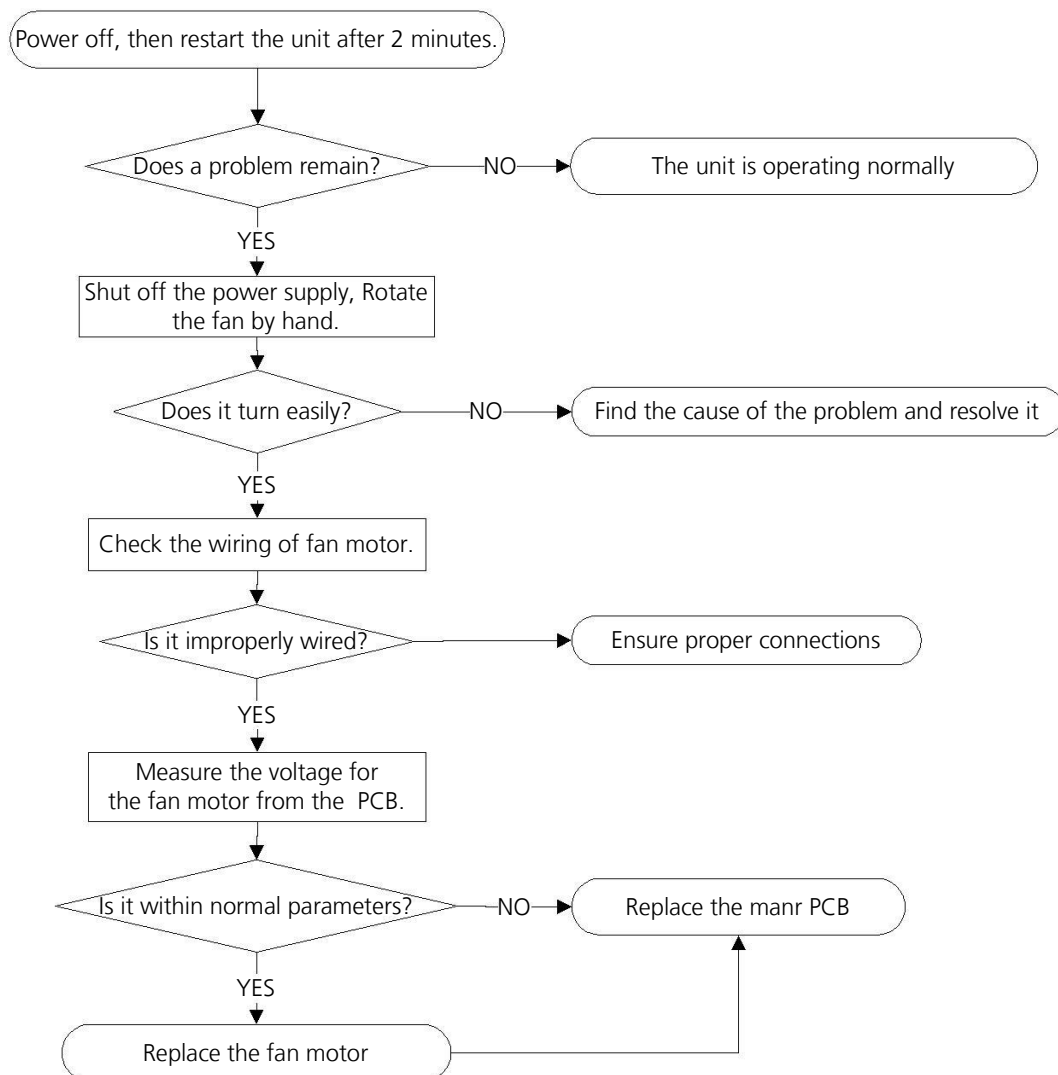 Power off, then restart the unit after 2 minutes.
Does a problem remain?
NO
The unit is operating normally
YES
Shut off the power supply, Rotate
the fan by hand.
Does it turn easily?
NO
Find the cause of the problem and resolve it
YES
Check the wiring of fan motor.
Is it improperly wired?
Ensure proper connections
YES
Measure the voltage for
the fan motor from the PCB.
Is it within normal parameters?
NO
Replace the manr PCB
YES
Replace the fan motor